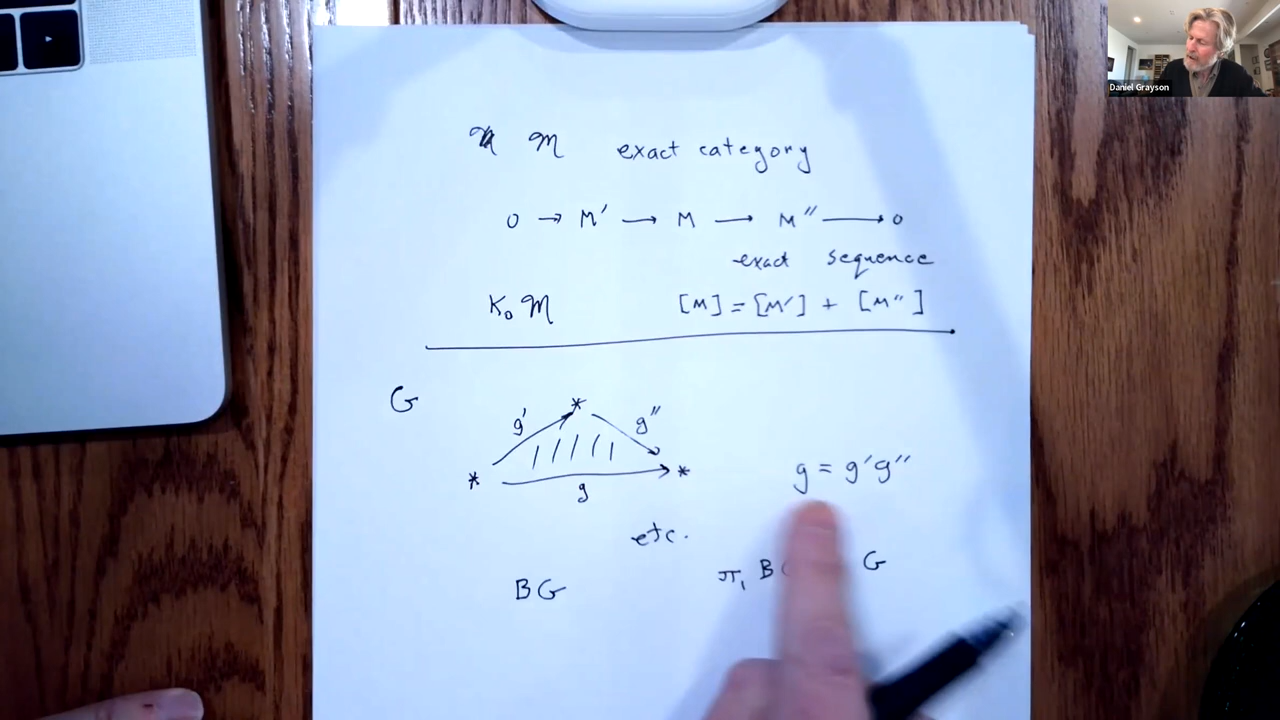 Daniel Grayson
𝓜 exact category
0 → M′ → M → M″ → 0
exact sequence
K₀ 𝓜 [M] = [M′] + [M″]
G
*
g′ g″
* *
g
g = g′g″
etc.
BG π₁ B G